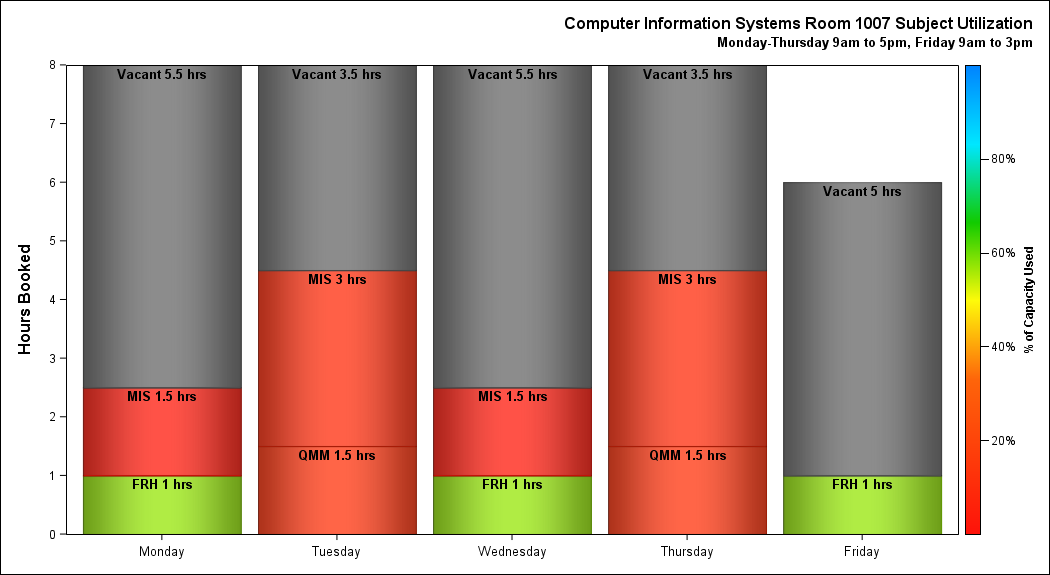 Computer Information Systems Room 1007 Subject Utilization
Monday-Thursday 9am to 5pm, Friday 9am to 3pm
Hours Booked
8
7
6
5
4
3
2
1
0
Vacant 5.5 hrs
MIS 1.5 hrs
FRH 1 hrs
Vacant 3.5 hrs
MIS 3 hrs
QMM 1.5 hrs
Vacant 5.5 hrs
MIS 1.5 hrs
FRH 1 hrs
Vacant 3.5 hrs
MIS 3 hrs
QMM 1.5 hrs
Vacant 5 hrs
FRH 1 hrs
Monday
Tuesday
Wednesday
Thursday
Friday
80%
60%
40%
20%
% of Capacity Used